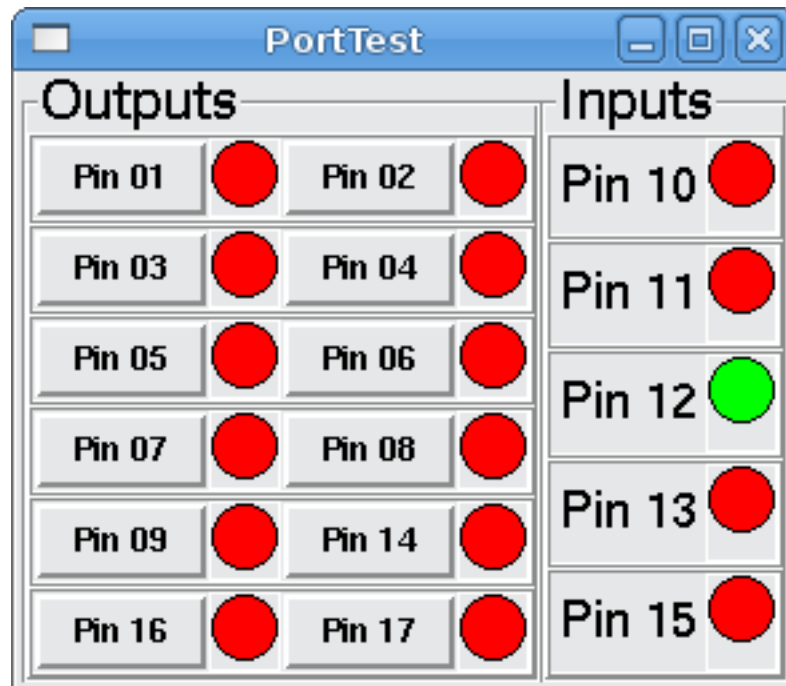 PortTest
Outputs
Pin 01 Pin 02
Pin 03 Pin 04
Pin 05 Pin 06
Pin 07 Pin 08
Pin 09 Pin 14
Pin 16 Pin 17
Inputs
Pin 10
Pin 11
Pin 12
Pin 13
Pin 15